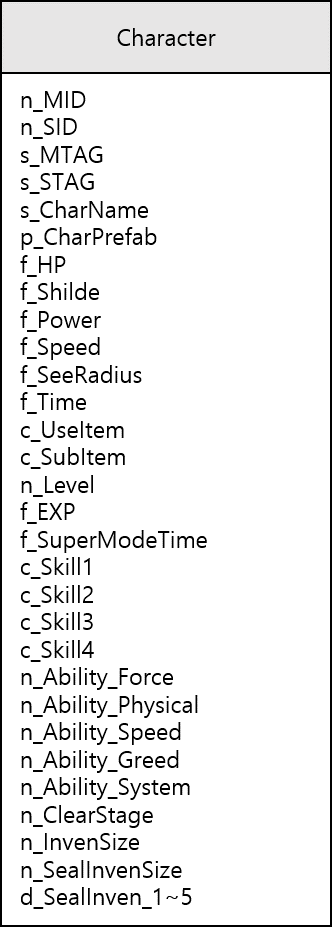 Character
n_MID
n_SID
s_MTAG
s_STAG
s_CharName
p_CharPrefab
f_HP
f_Shilde
f_Power
f_Speed
f_SeeRadius
f_Time
c_UseItem
c_SubItem
n_Level
f_EXP
f_SuperModeTime
c_Skill1
c_Skill2
c_Skill3
c_Skill4
n_Ability_Force
n_Ability_Physical
n_Ability_Speed
n_Ability_Greed
n_Ability_System
n_ClearStage
n_InvenSize
n_SealInvenSize
d_SealInven_1~5